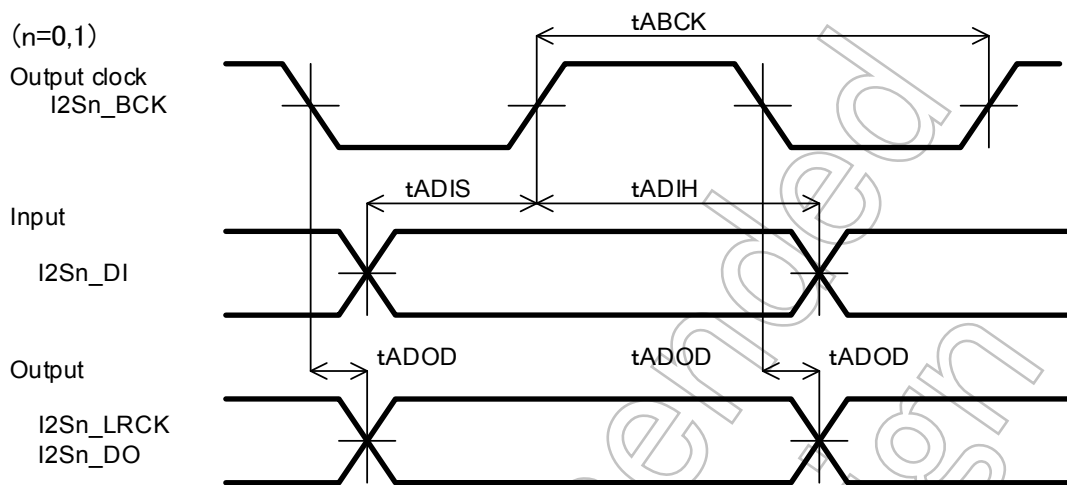 (n=0,1)
tABCK
Output clock
I2Sn_BCK
tADIS
tADIH
Input
I2Sn_DI
tADOD
tADOD
tADOD
Output
I2Sn_LRCK
I2Sn_DO